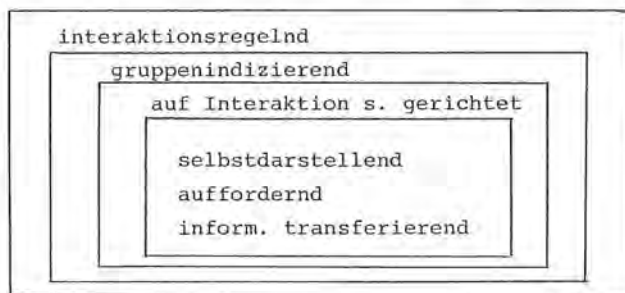 interaktionsregelnd
gruppenindizierend
auf Interaktion s. gerichtet
selbstdarstellend
auffordernd
inform. transferierend